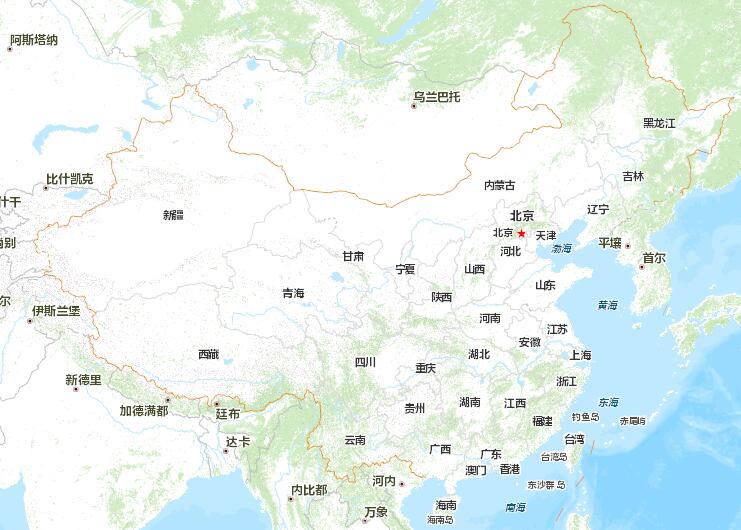 阿斯塔纳
乌兰巴托
黑龙江
比什凯克
什干
吉林
内蒙古
新疆
辽宁
北京
北京
天津
平壤
渤海
河北
首尔
甘肃
宁夏
山西
青海
山东
陕西
伊斯兰堡
黄海
河南
江苏
安徽
西藏
四川
湖北
上海
重庆
新德里
浙江
加德满都
廷布
贵州
湖南
江西
东海
钓鱼岛
赤尾屿
福建
达卡
云南
台湾
广西
广东
台湾岛
澳门
香港
河内
东沙群岛
内比都
万象
海南
南海
海南岛